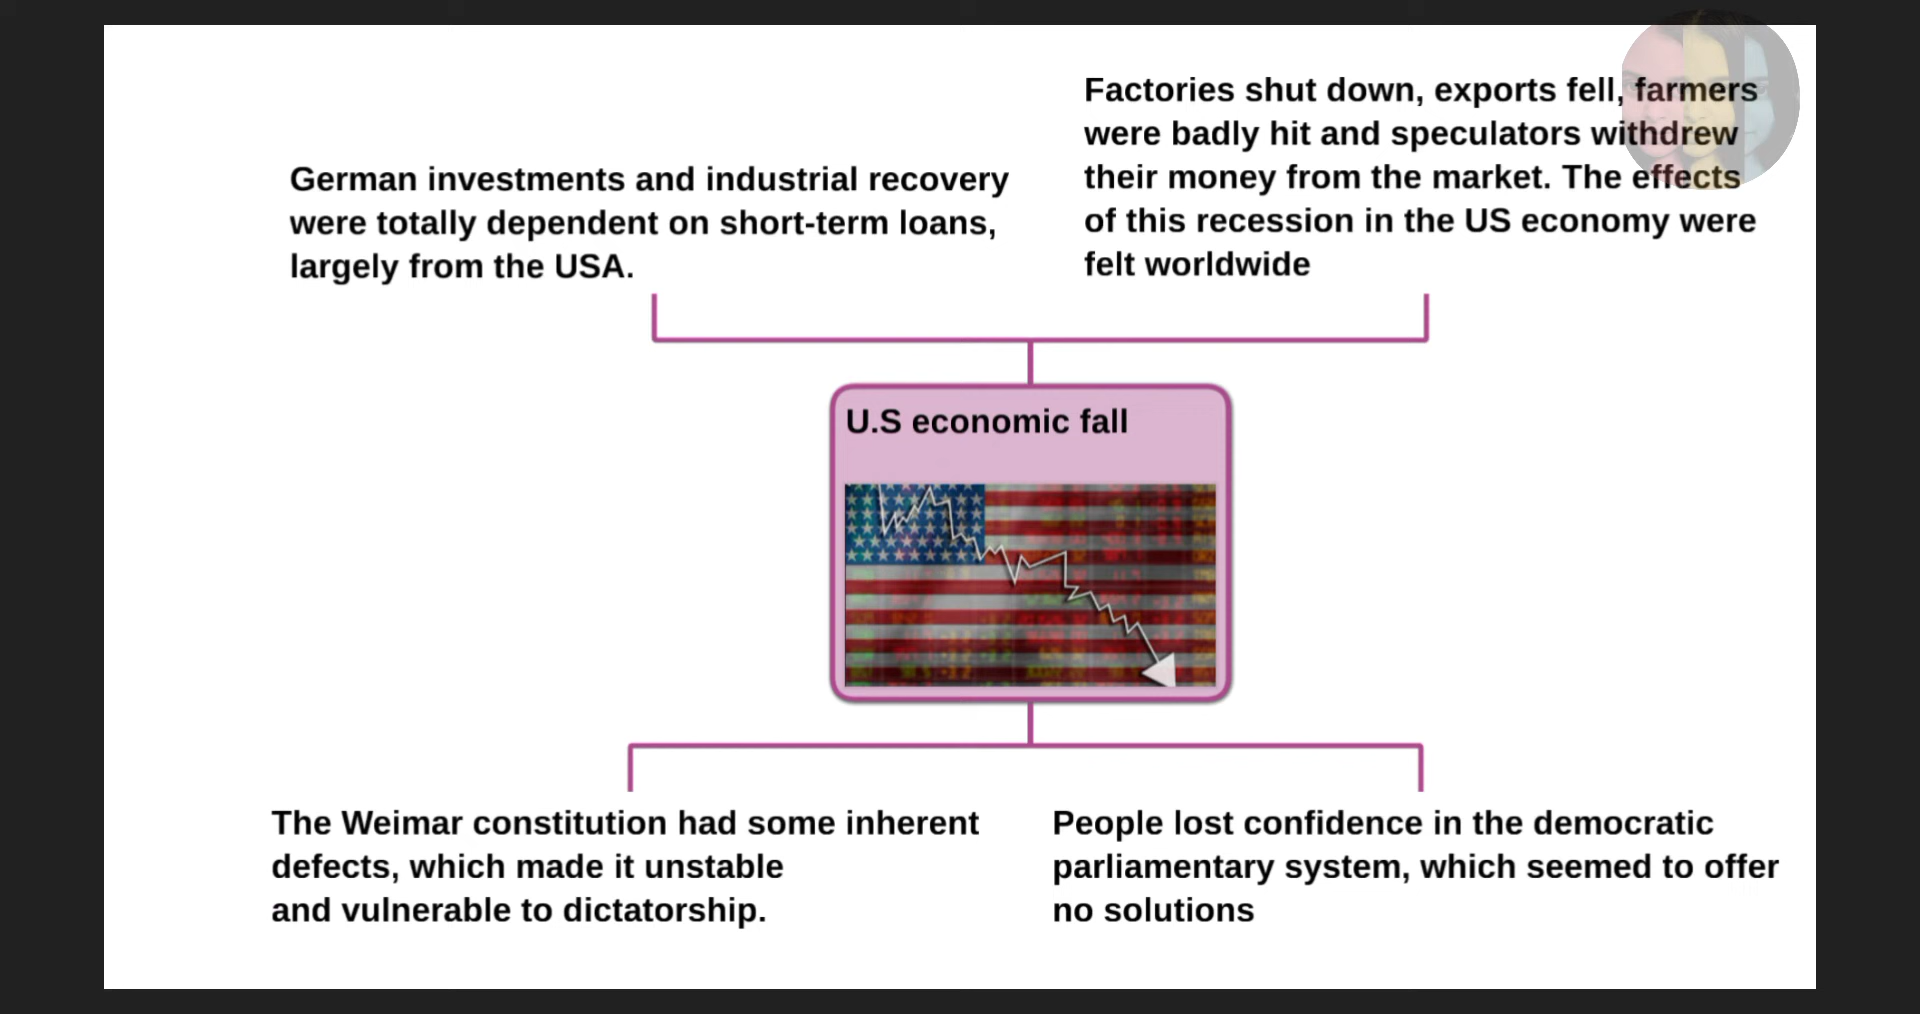 German investments and industrial recovery
were totally dependent on short-term loans,
largely from the USA.
Factories shut down, exports fell, farmers
were badly hit and speculators withdrew
their money from the market. The effects
of this recession in the US economy were
felt worldwide
U.S economic fall
The Weimar constitution had some inherent
defects, which made it unstable
and vulnerable to dictatorship.
People lost confidence in the democratic
parliamentary system, which seemed to offer
no solutions